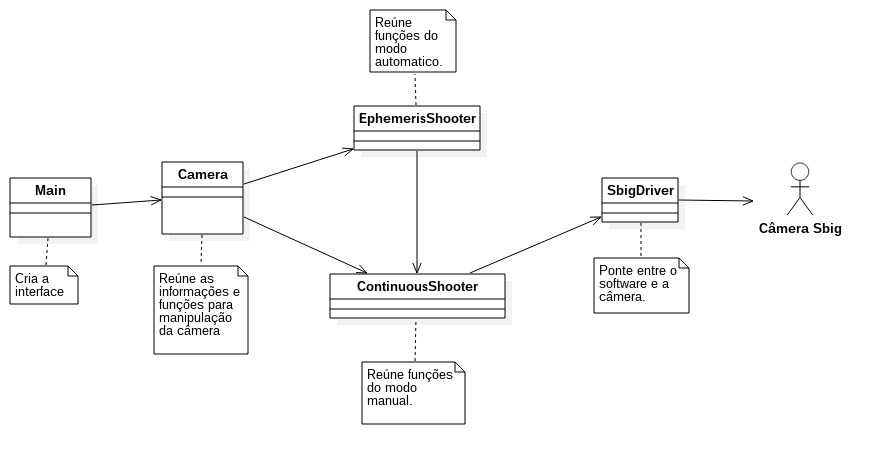 Reúne
funções do
modo
automatico.
EphemerisShooter
Main
Cria a
interface
Camera
Reúne as
informações e
funções para
manipulação
da câmera
ContinuousShooter
Reúne funções
do modo
manual.
SbigDriver
Ponte entre o
software e a
câmera.
Câmera Sbig